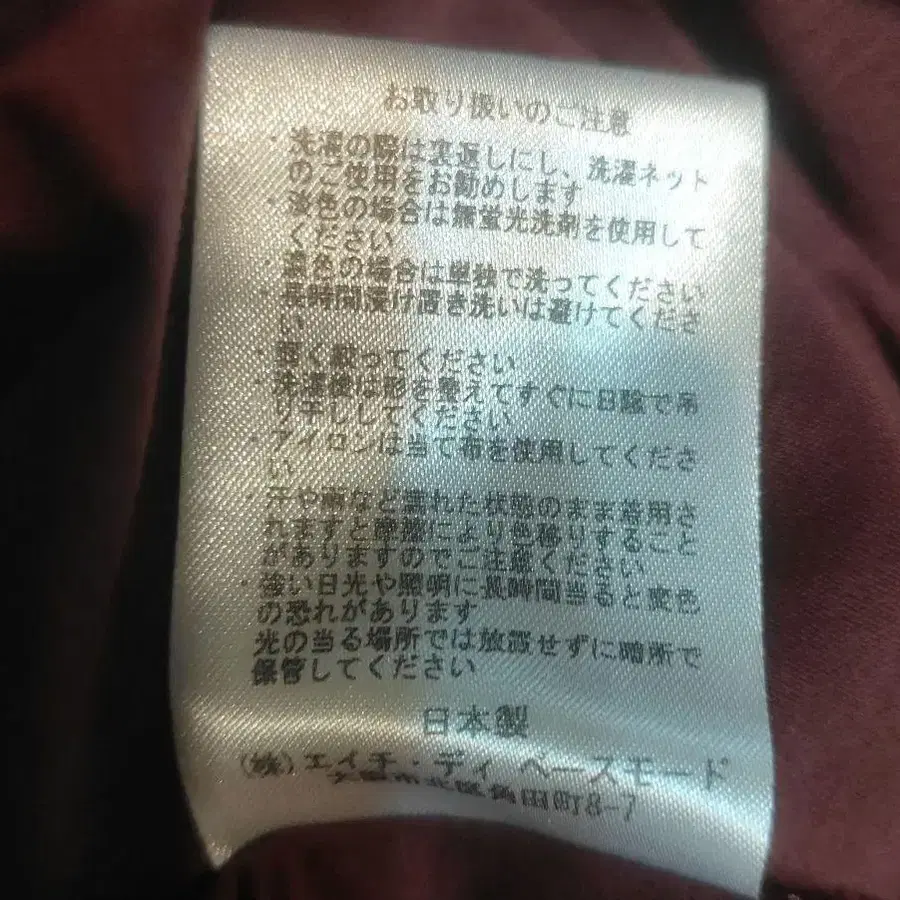 お取り扱いのご注意
・洗濯の際は裏返しにし、洗濯ネット
のご使用をお勧めします
・淡色の場合は無蛍光洗剤を使用して
ください
・濃色の場合は単独で洗ってください
・長時間浸け置き洗いは避けてくださ
い
・軽く絞ってください
・洗濯後は形を整えてすぐに日陰で吊
り干ししてください
・アイロンは当て布を使用してくださ
い
・汗や雨など濡れた状態のまま着用さ
れますと摩擦により色移りすること
がありますのでご注意ください
・強い日光や照明に長時間当ると変色
の恐れがあります
光の当る場所では放置せずに暗所で
保管してください
日本製
(株)エイチ・ディ ベースモード
大阪市北区角田町8-7